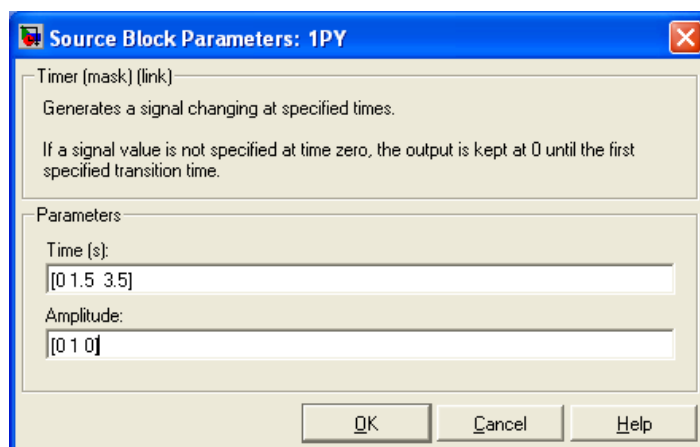 Source Block Parameters: 1PY
Timer (mask) (link)
Generates a signal changing at specified times.
If a signal value is not specified at time zero, the output is kept at 0 until the first
specified transition time.
Parameters
Time (s):
[0 1.5  3.5]
Amplitude:
[0 1 0]
OK
Cancel
Help